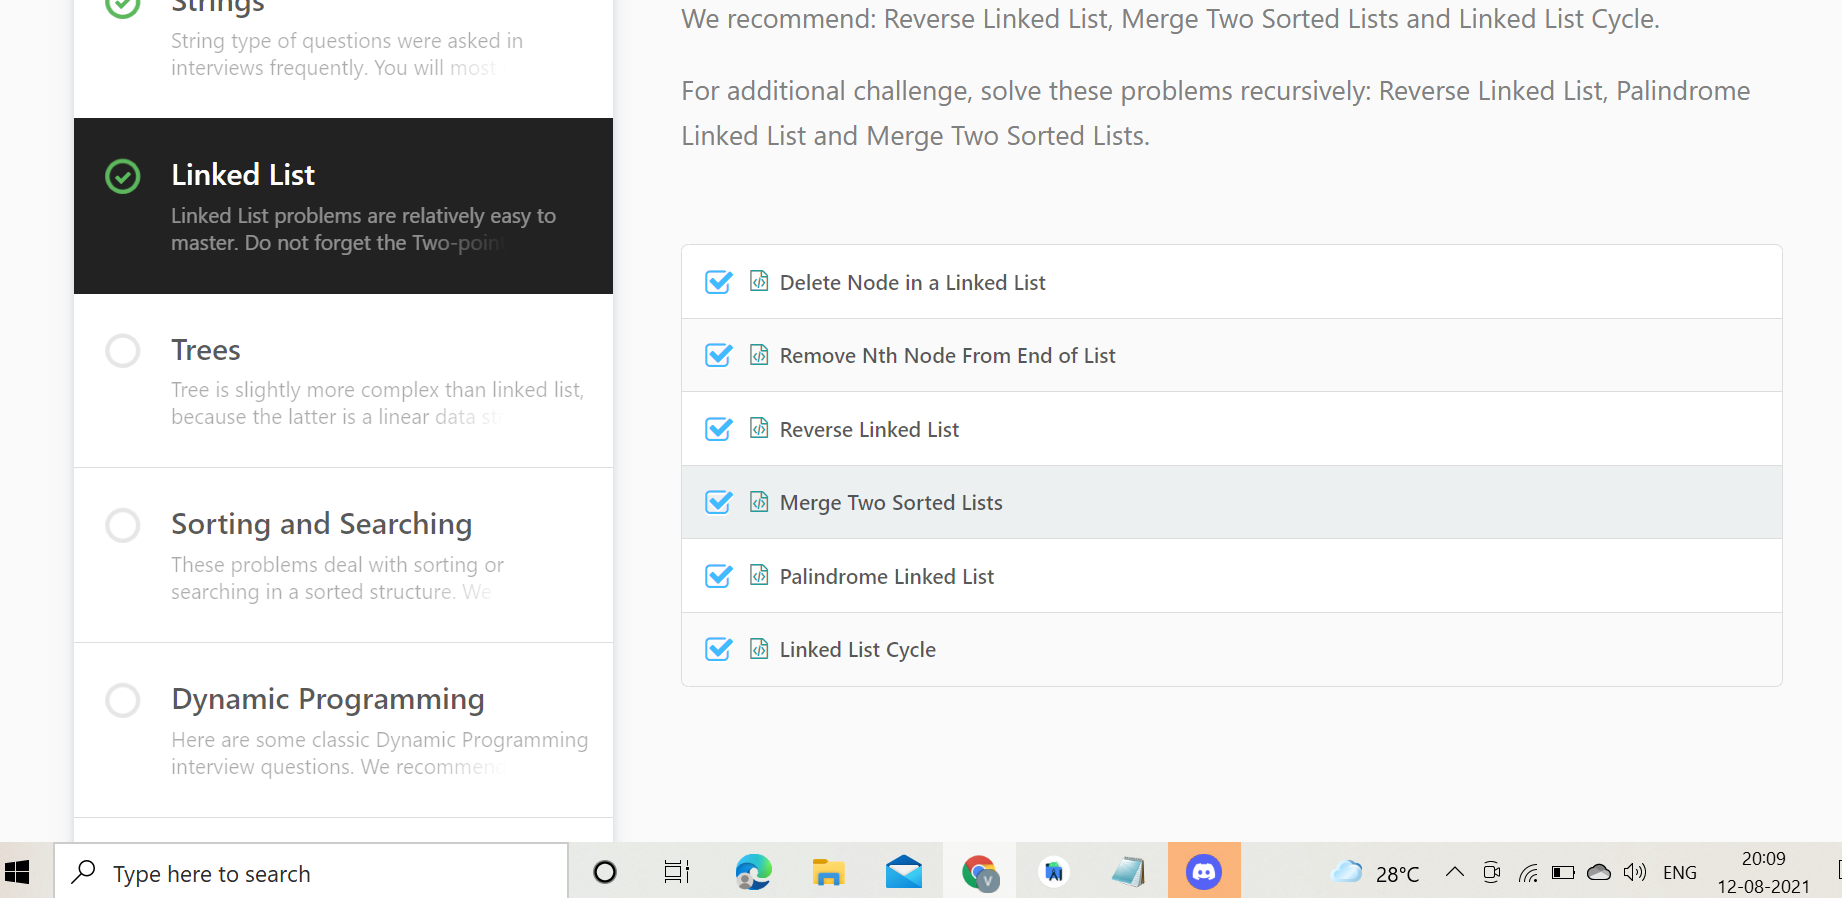 Strings
String type of questions were asked in
interviews frequently. You will most
Linked List
Linked List problems are relatively easy to
master. Do not forget the Two-point
Trees
Tree is slightly more complex than linked list,
because the latter is a linear data st
Sorting and Searching
These problems deal with sorting or
searching in a sorted structure. We
Dynamic Programming
Here are some classic Dynamic Programming
interview questions. We recommend
We recommend: Reverse Linked List, Merge Two Sorted Lists and Linked List Cycle.
For additional challenge, solve these problems recursively: Reverse Linked List, Palindrome
Linked List and Merge Two Sorted Lists.
Delete Node in a Linked List
Remove Nth Node From End of List
Reverse Linked List
Merge Two Sorted Lists
Palindrome Linked List
Linked List Cycle
Type here to search
V
28°C
ENG
20:09
12-08-2021